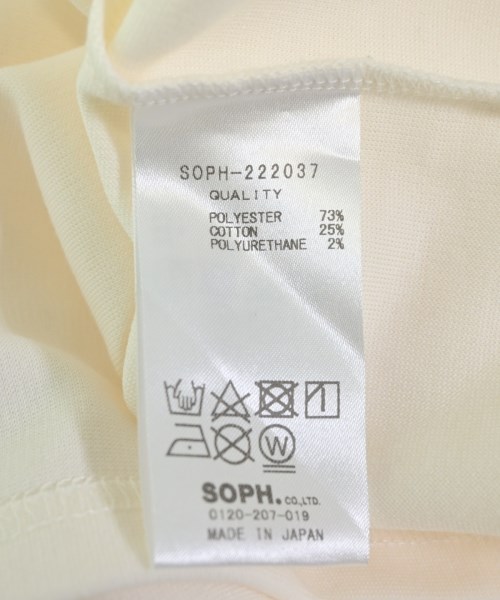 SOPH-222037
QUALITY
POLYESTER 73%
COTTON 25%
POLYURETHANE 2%
W
SOPH. CO.,LTD.
0120-207-019
MADE IN JAPAN